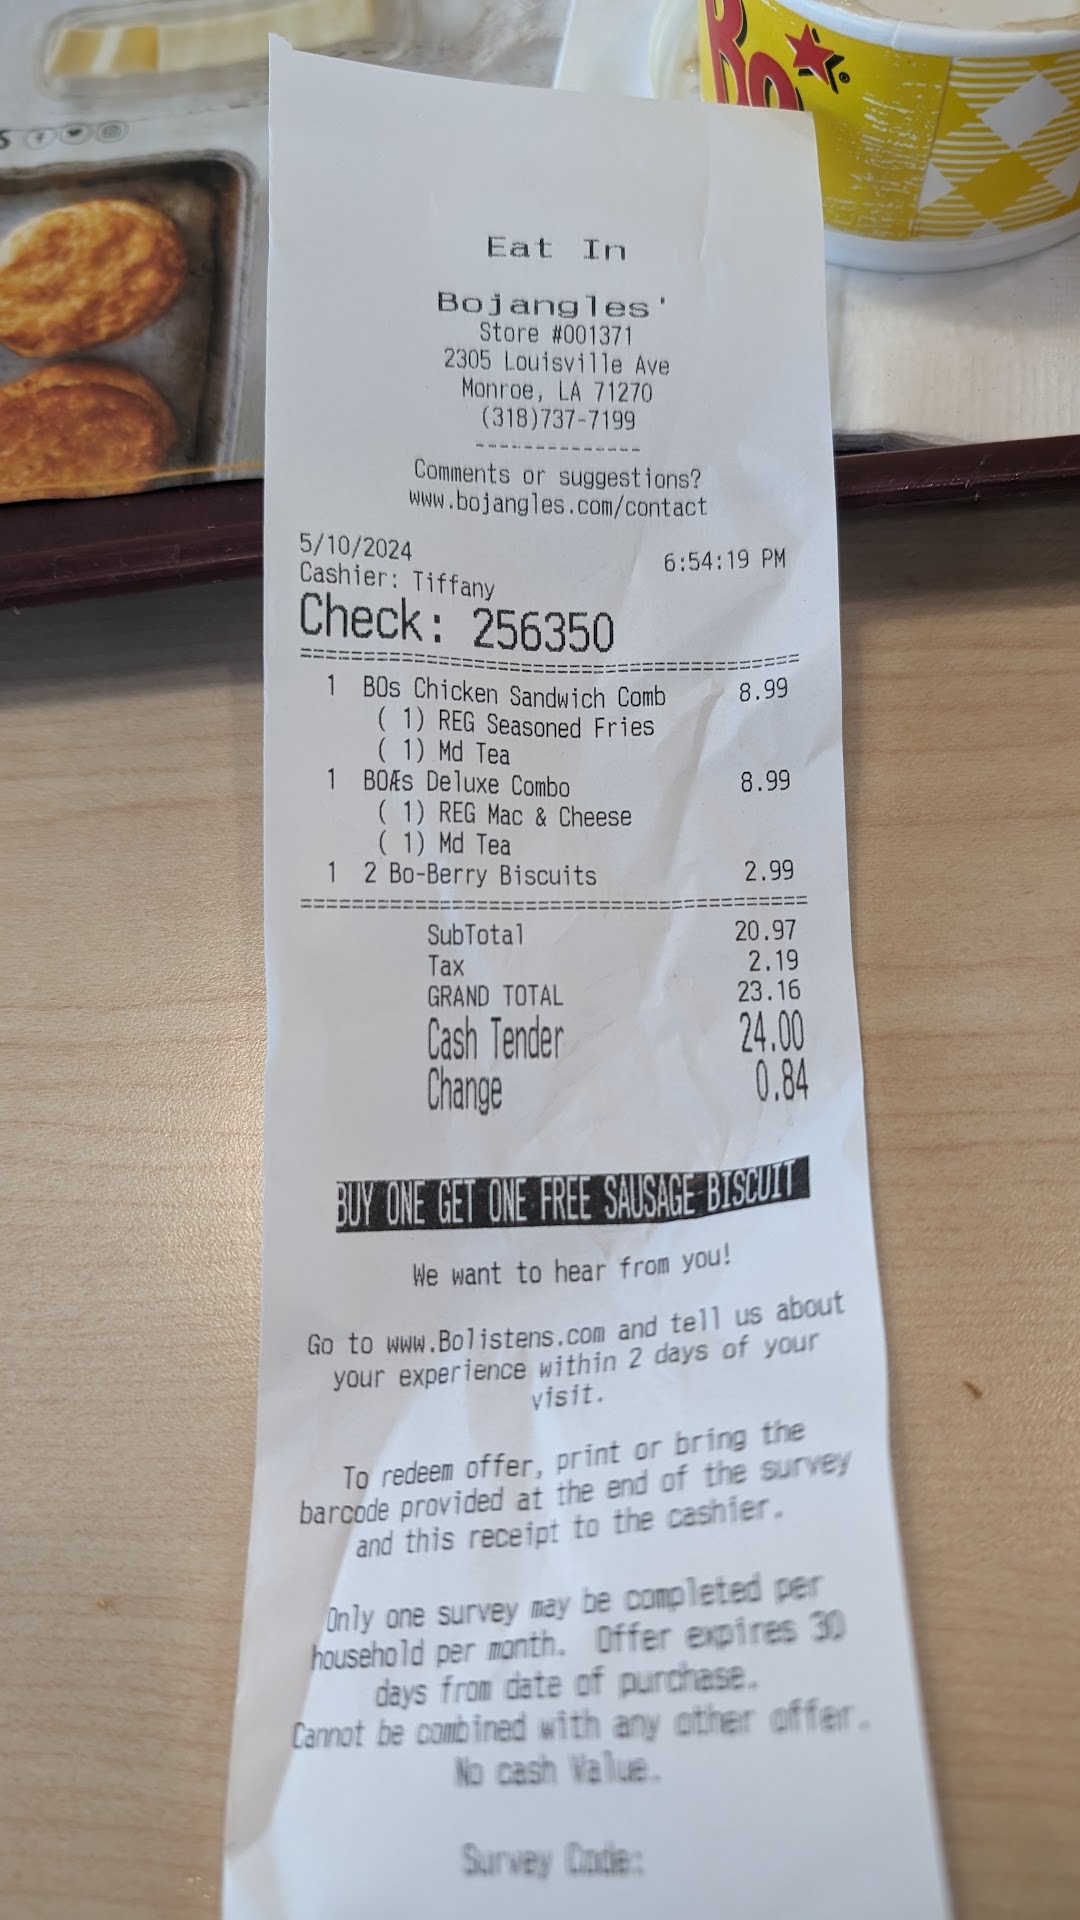 S
Bo
Eat In
Bojangles'
Store #001371
2305 Louisville Ave
Monroe, LA 71270
(318)737-7199
--------------
Comments or suggestions?
www.bojangles.com/contact
5/10/2024 6:54:19 PM
Cashier: Tiffany
Check: 256350
=======================================
1 BOs Chicken Sandwich Comb 8.99
( 1) REG Seasoned Fries
( 1) Md Tea
1 BOÆs Deluxe Combo 8.99
( 1) REG Mac & Cheese
( 1) Md Tea
1 2 Bo-Berry Biscuits 2.99
=======================================
SubTotal 20.97
Tax 2.19
GRAND TOTAL 23.16
Cash Tender 24.00
Change 0.84
BUY ONE GET ONE FREE SAUSAGE BISCUIT
We want to hear from you!
Go to www.Bolistens.com and tell us about
your experience within 2 days of your
visit.
To redeem offer, print or bring the
barcode provided at the end of the survey
and this receipt to the cashier.
Only one survey may be completed per
household per month. Offer expires 30
days from date of purchase.
Cannot be combined with any other offer.
No cash Value.
Survey Code: